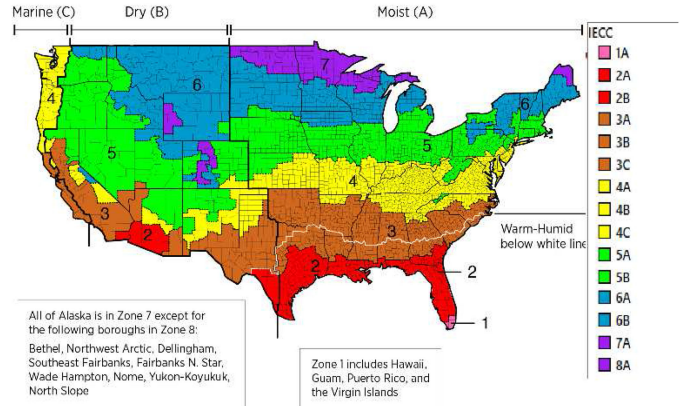 Marine (C) Dry (B) Moist (A)
IECC
1A
2A
2B
3A
3B
3C
4A
4B
4C
5A
5B
6A
6B
7A
8A
7
6
6
4
5
5
4
3
3
2
2
2
1
Warm-Humid
below white line
All of Alaska is in Zone 7 except for
the following boroughs in Zone 8:
Bethel, Northwest Arctic, Dellingham,
Southeast Fairbanks, Fairbanks N. Star,
Wade Hampton, Nome, Yukon-Koyukuk,
North Slope
Zone 1 includes Hawaii,
Guam, Puerto Rico, and
the Virgin Islands